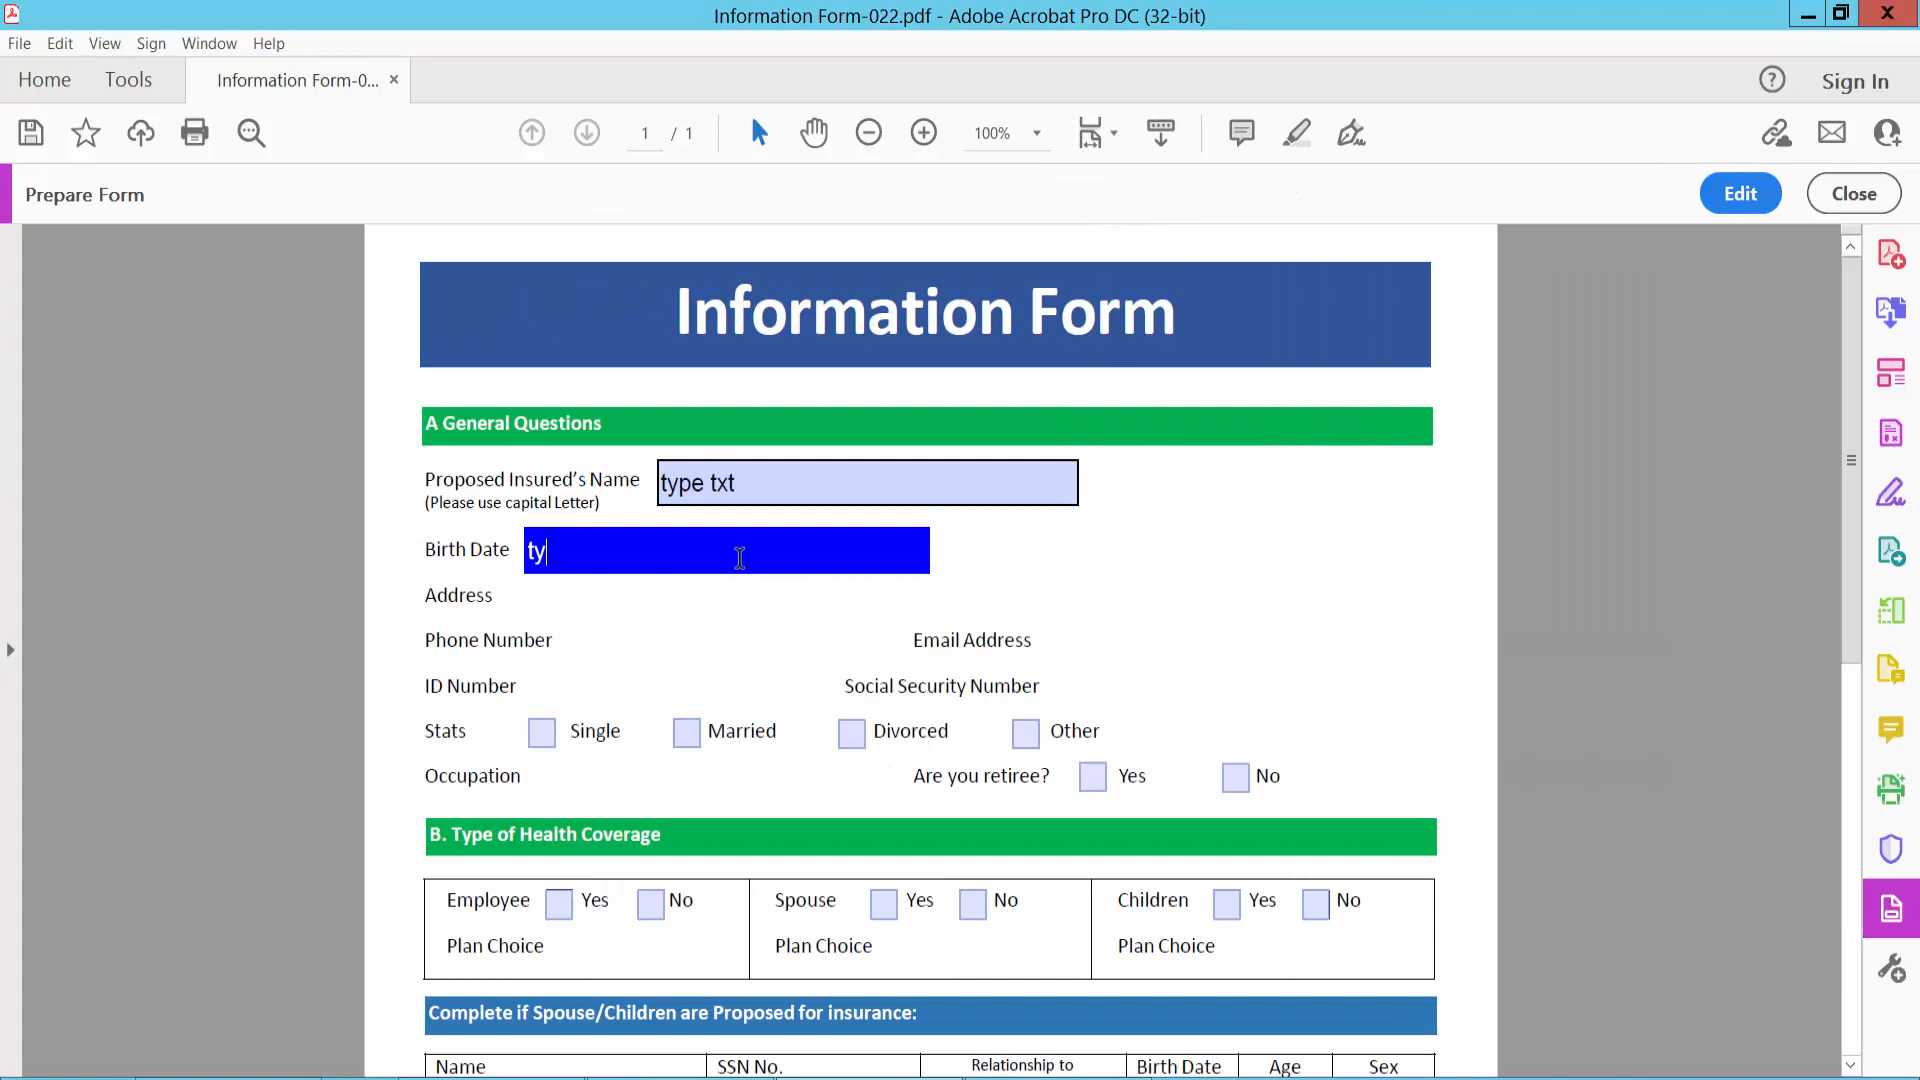 Information Form-022.pdf - Adobe Acrobat Pro DC (32-bit)
File Edit View Sign Window Help
Home Tools Information Form-0... × Sign In
1 / 1 100%
Prepare Form Edit Close
Information Form
A General Questions
Proposed Insured’s Name type txt
(Please use capital Letter)
Birth Date ty
Address
Phone Number Email Address
ID Number Social Security Number
Stats Single Married Divorced Other
Occupation Are you retiree? Yes No
B. Type of Health Coverage
Employee Yes No Spouse Yes No Children Yes No
Plan Choice Plan Choice Plan Choice
Complete if Spouse/Children are Proposed for insurance:
Name SSN No. Relationship to Birth Date Age Sex